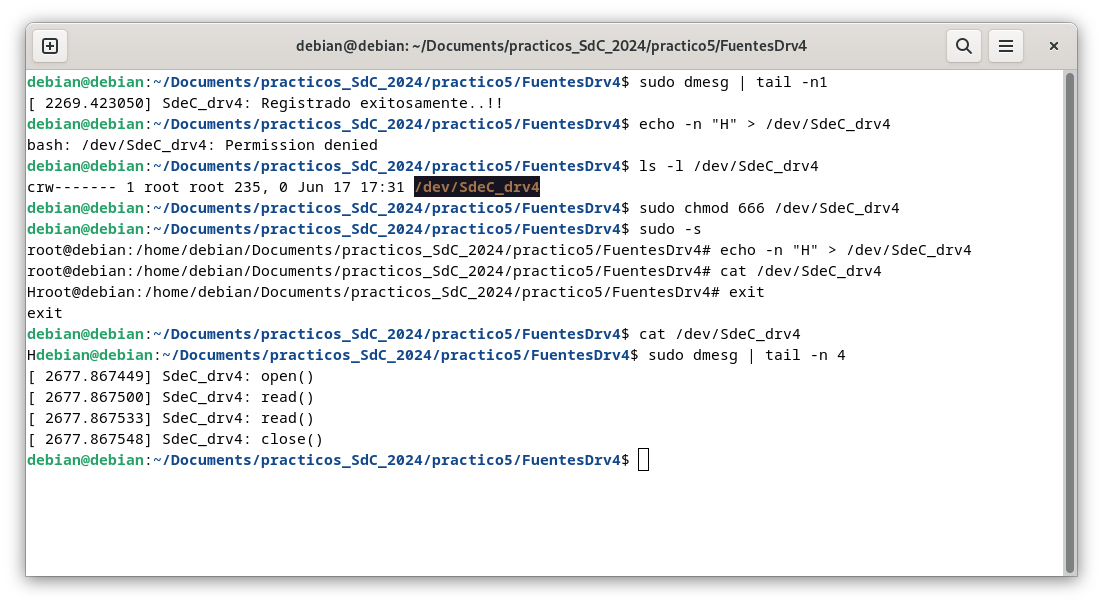 debian@debian: ~/Documents/practicos_SdC_2024/practico5/FuentesDrv4
debian@debian:~/Documents/practicos_SdC_2024/practico5/FuentesDrv4$ sudo dmesg | tail -n1
[ 2269.423050] SdeC_drv4: Registrado exitosamente..!!
debian@debian:~/Documents/practicos_SdC_2024/practico5/FuentesDrv4$ echo -n "H" > /dev/SdeC_drv4
bash: /dev/SdeC_drv4: Permission denied
debian@debian:~/Documents/practicos_SdC_2024/practico5/FuentesDrv4$ ls -l /dev/SdeC_drv4
crw------- 1 root root 235, 0 Jun 17 17:31 /dev/SdeC_drv4
debian@debian:~/Documents/practicos_SdC_2024/practico5/FuentesDrv4$ sudo chmod 666 /dev/SdeC_drv4
debian@debian:~/Documents/practicos_SdC_2024/practico5/FuentesDrv4$ sudo -s
root@debian:/home/debian/Documents/practicos_SdC_2024/practico5/FuentesDrv4# echo -n "H" > /dev/SdeC_drv4
root@debian:/home/debian/Documents/practicos_SdC_2024/practico5/FuentesDrv4# cat /dev/SdeC_drv4
Hroot@debian:/home/debian/Documents/practicos_SdC_2024/practico5/FuentesDrv4# exit
exit
debian@debian:~/Documents/practicos_SdC_2024/practico5/FuentesDrv4$ cat /dev/SdeC_drv4
Hdebian@debian:~/Documents/practicos_SdC_2024/practico5/FuentesDrv4$ sudo dmesg | tail -n 4
[ 2677.867449] SdeC_drv4: open()
[ 2677.867500] SdeC_drv4: read()
[ 2677.867533] SdeC_drv4: read()
[ 2677.867548] SdeC_drv4: close()
debian@debian:~/Documents/practicos_SdC_2024/practico5/FuentesDrv4$